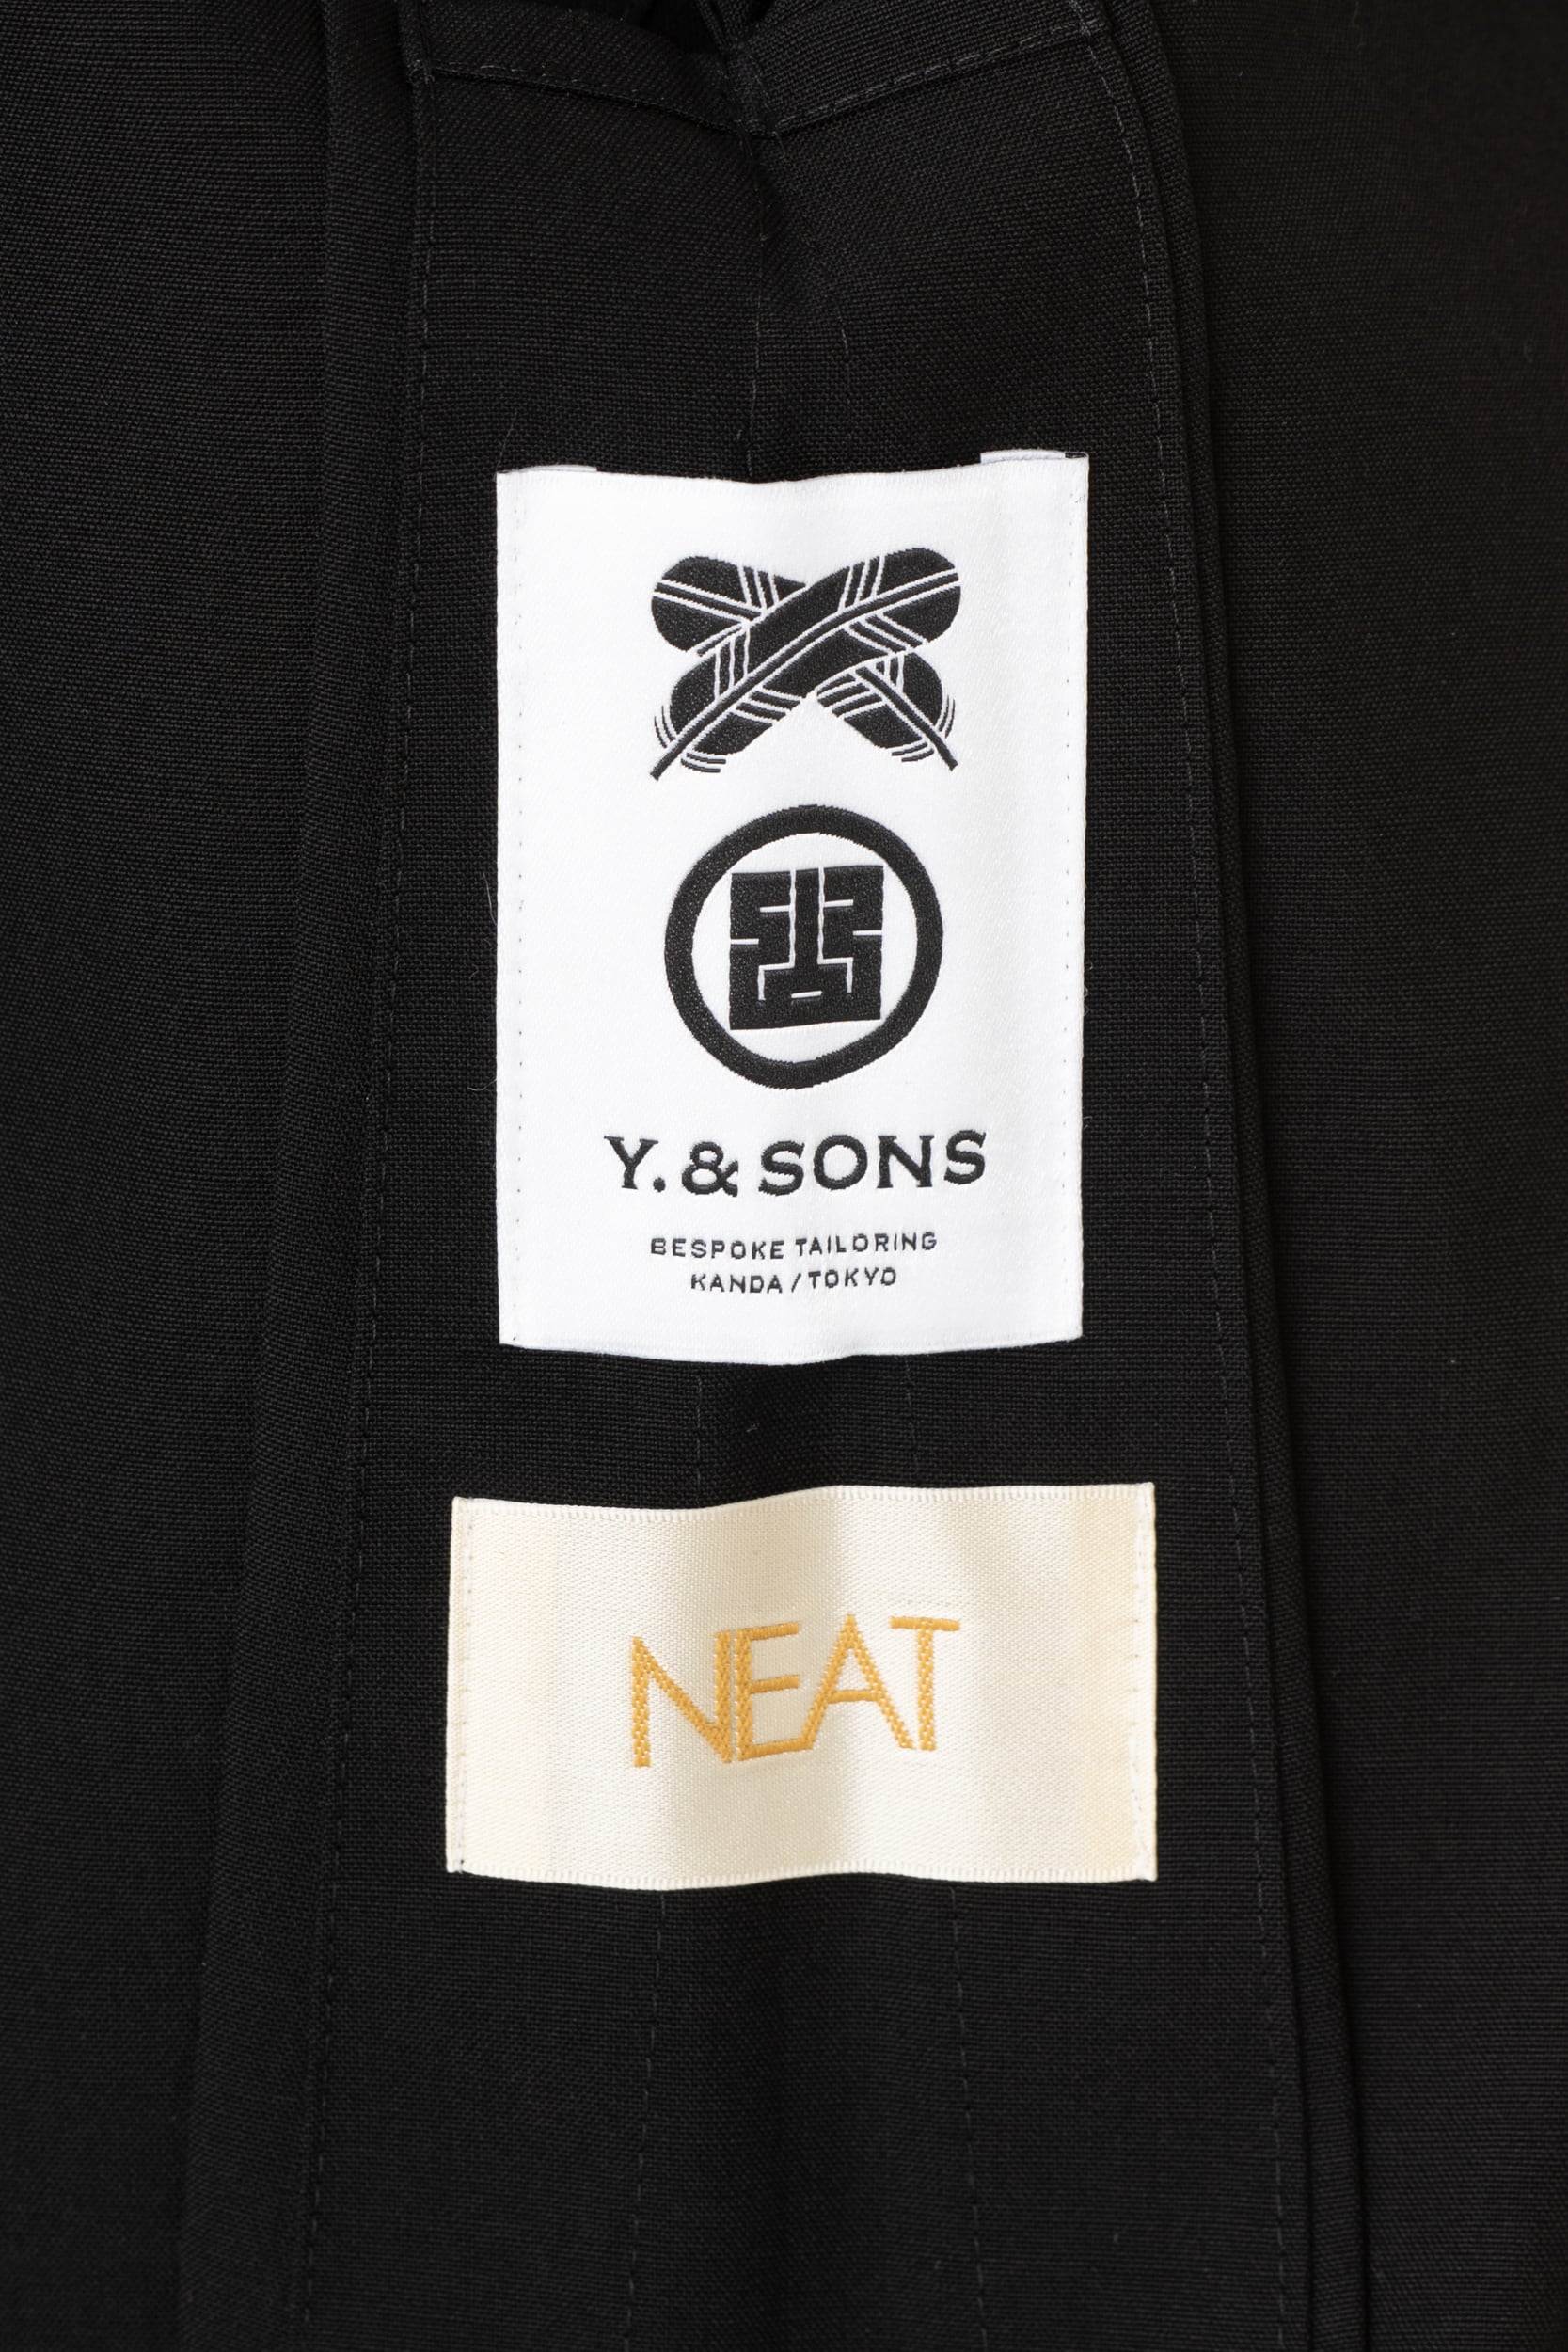 Y. & SONS
BESPOKE TAILORING
KANDA / TOKYO
NEAT